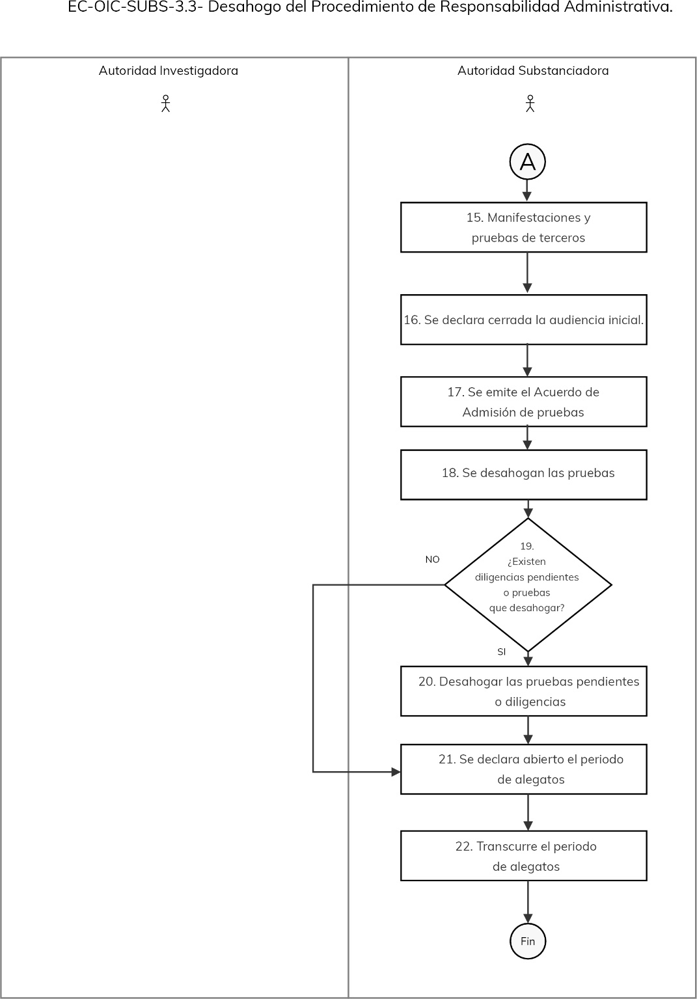 EC-OIC-SUBS-3.3- Desahogo del Procedimiento de Responsabilidad Administrativa.
Autoridad Investigadora
Autoridad Substanciadora
A
15. Manifestaciones y
pruebas de terceros
16. Se declara cerrada la audiencia inicial.
17. Se emite el Acuerdo de
Admisión de pruebas
18. Se desahogan las pruebas
19.
¿Existen
diligencias pendientes
o pruebas
que desahogar?
NO
SI
20. Desahogar las pruebas pendientes
o diligencias
21. Se declara abierto el periodo
de alegatos
22. Transcurre el periodo
de alegatos
Fin